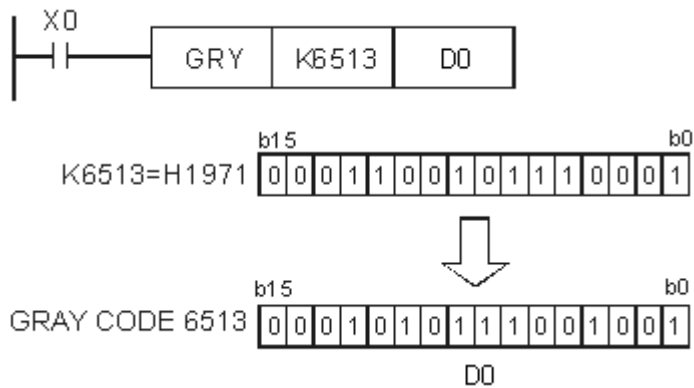 X0
GRY K6513 D0
b15 b0
K6513=H1971 0 0 0 1 1 0 0 1 0 1 1 1 0 0 0 1
b15 b0
GRAY CODE 6513 0 0 0 1 0 1 0 1 1 1 0 0 1 0 0 1
D0